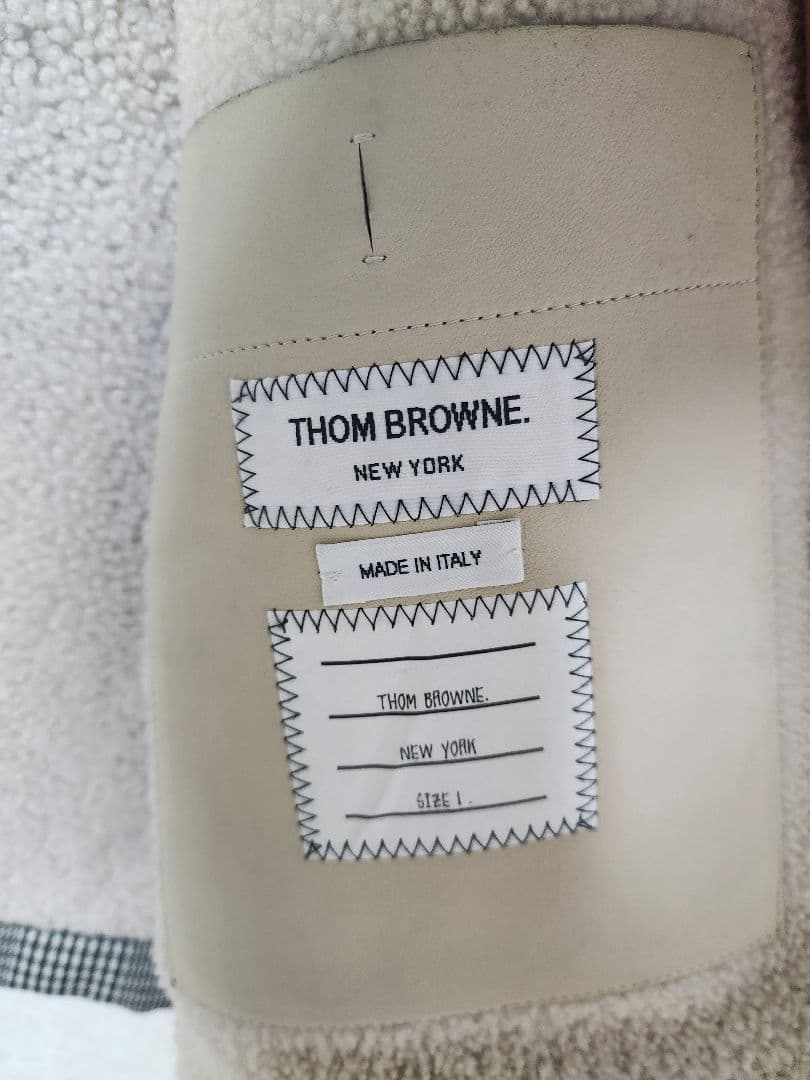 THOM BROWNE.
NEW YORK
MADE IN ITALY
THOM BROWNE.
NEW YORK
SIZE 1.